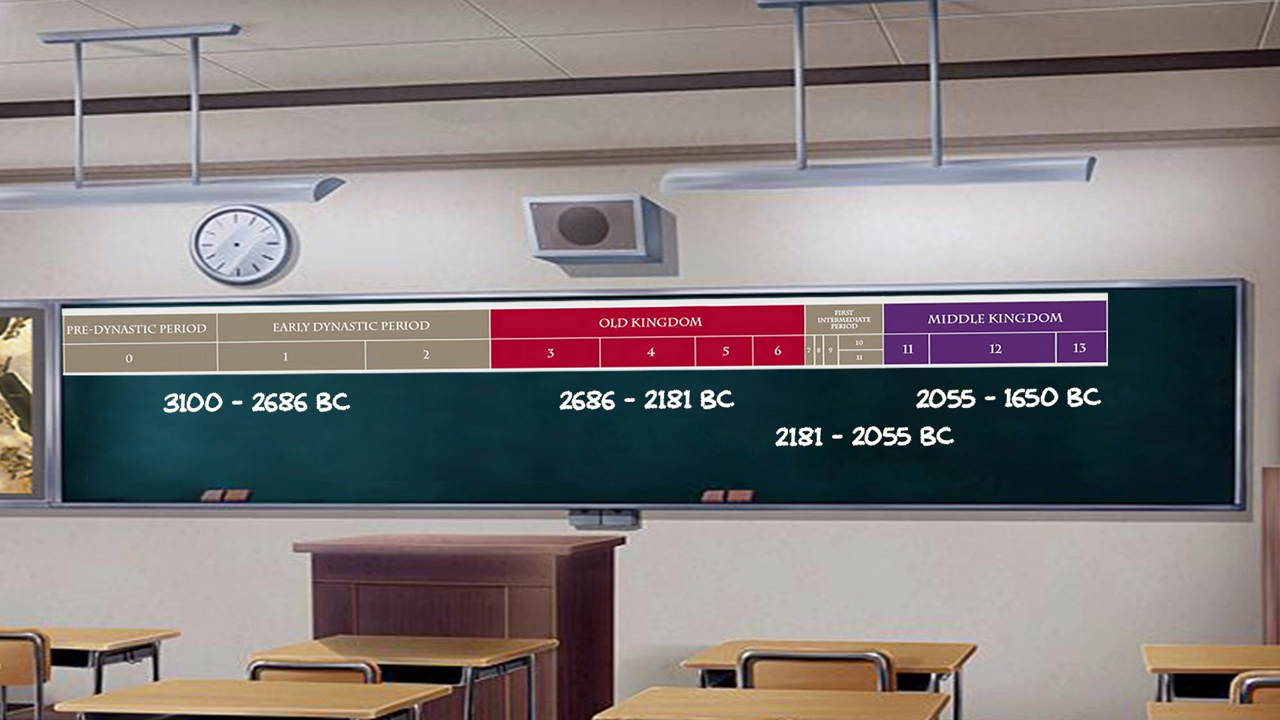 PRE-DYNASTIC PERIOD EARLY DYNASTIC PERIOD OLD KINGDOM FIRST INTERMEDIATE PERIOD MIDDLE KINGDOM
0 1 2 3 4 5 6 7 8 9 10 11 11 12 13
3100 - 2686 BC 2686 - 2181 BC 2055 - 1650 BC
2181 - 2055 BC